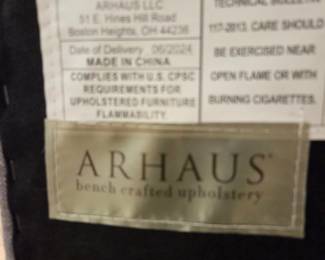 ARHAUS LLC
51 E. Hines Hill Road
Boston Heights, OH 44236
Date of Delivery : 06/2024
MADE IN CHINA
COMPLIES WITH U.S. CPSC
REQUIREMENTS FOR
UPHOLSTERED FURNITURE
FLAMMABILITY
TECHNICAL BULLETIN
117-2013. CARE SHOULD
BE EXERCISED NEAR
OPEN FLAME OR WITH
BURNING CIGARETTES.
ARHAUS®
bench crafted upholstery